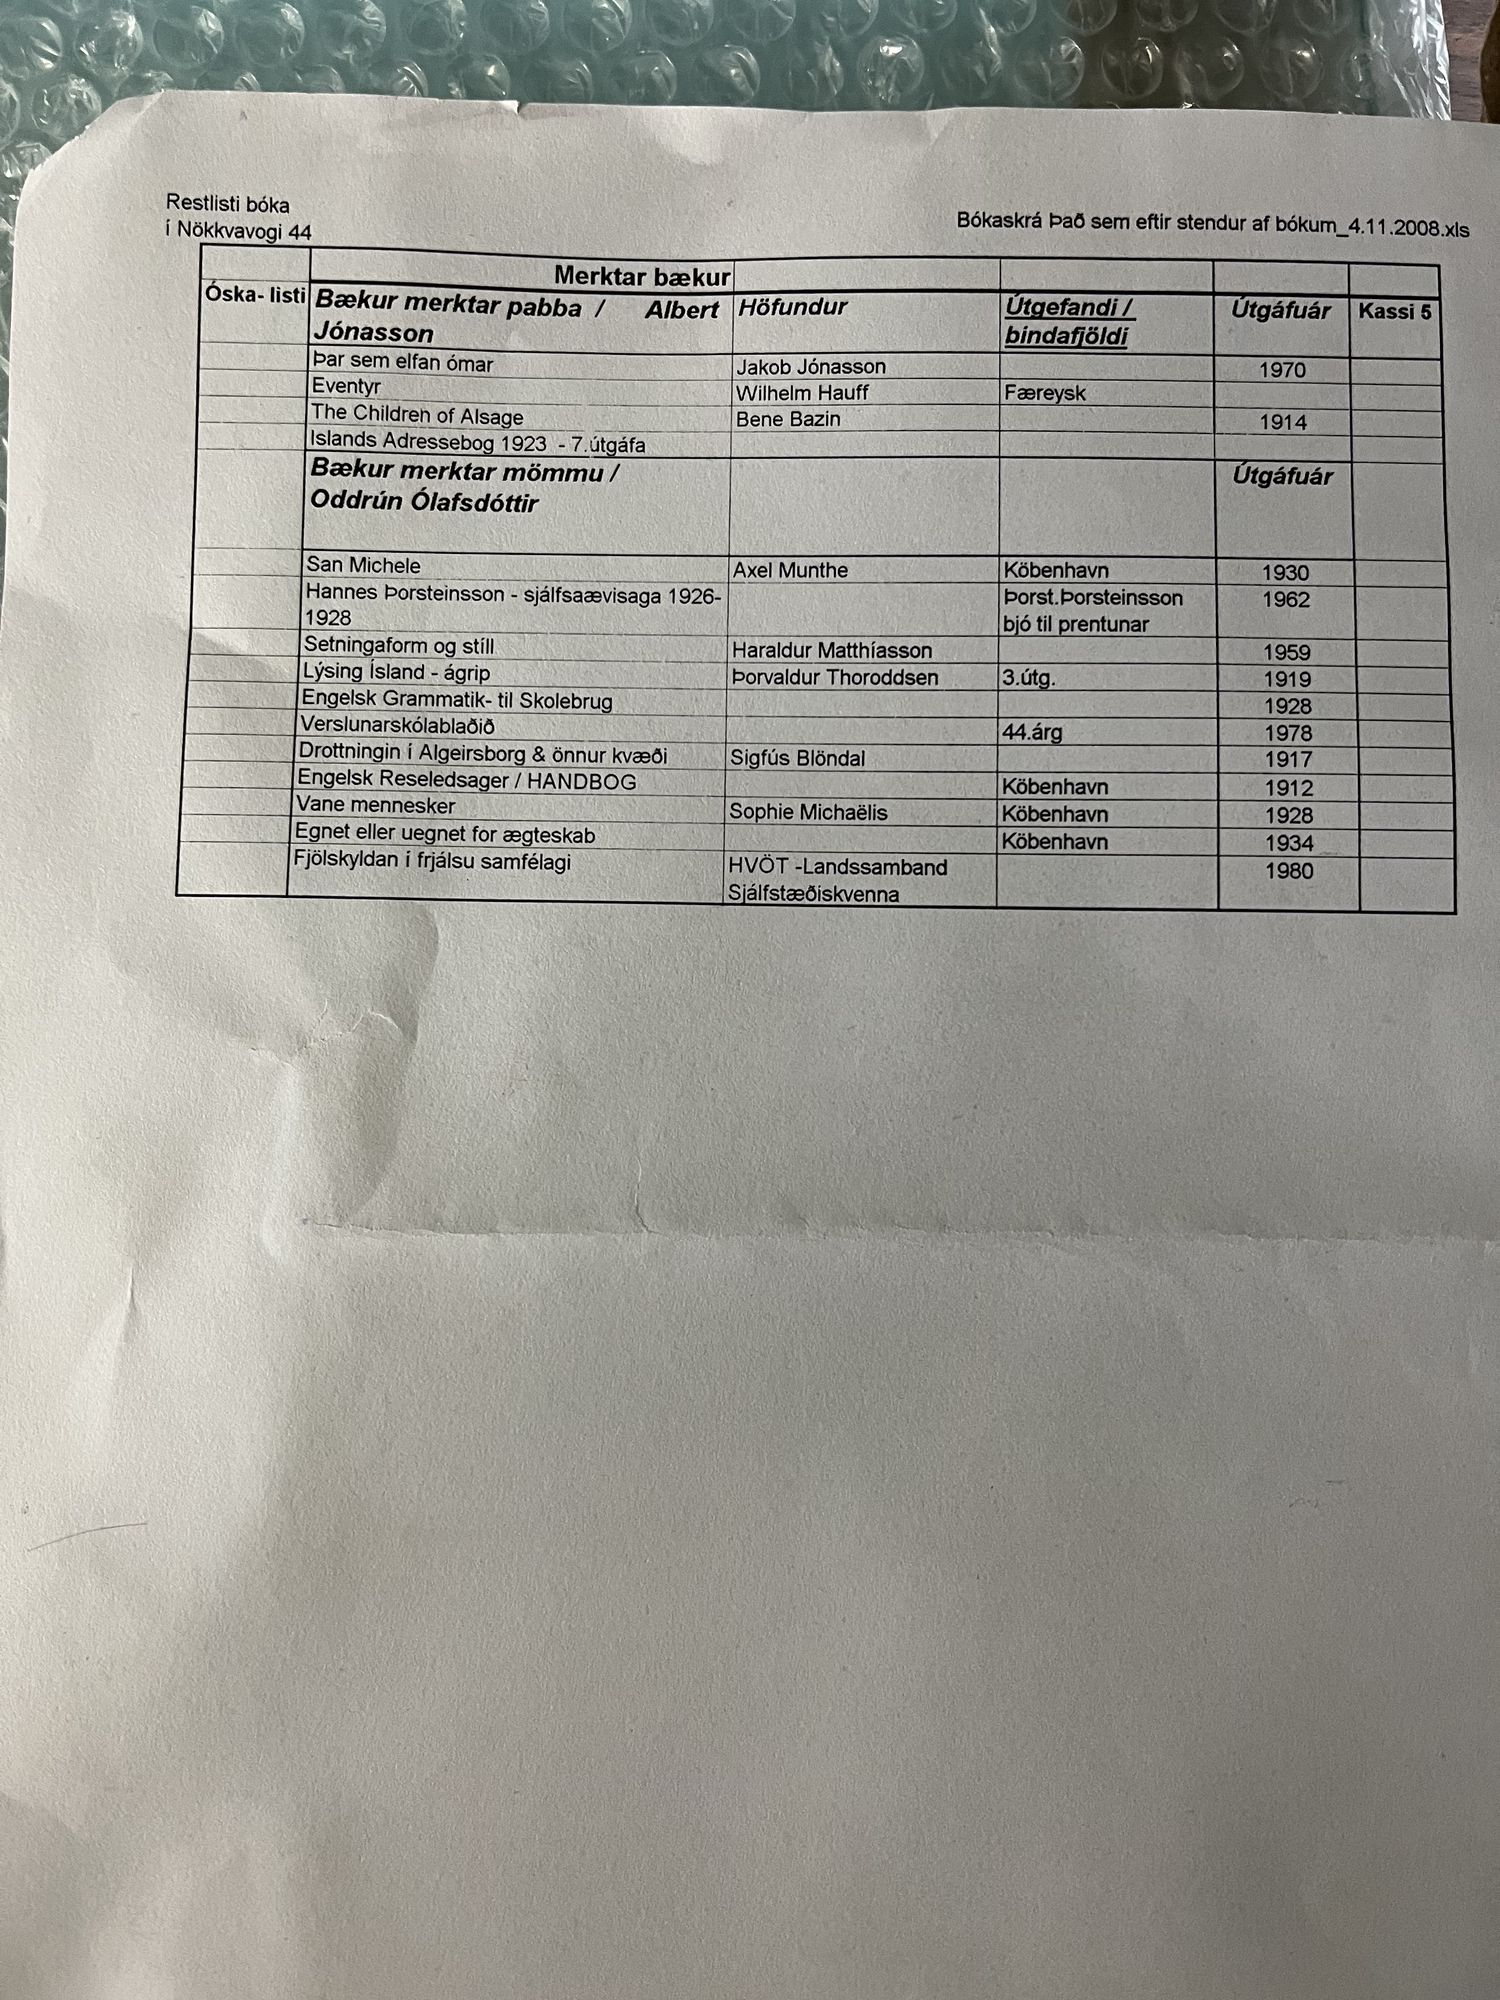 Restlisti bóka
í Nökkvavogi 44
Bókaskrá Það sem eftir stendur af bókum_4.11.2008.xls
Merktar bækur
Óska- listi Bækur merktar pabba / Albert Höfundur Útgefandi / Útgáfuár Kassi 5
Jónasson bindafjöldi
Þar sem elfan ómar Jakob Jónasson 1970
Eventyr Wilhelm Hauff Færeysk
The Children of Alsage Bene Bazin 1914
Islands Adressebog 1923 - 7.útgáfa
Bækur merktar mömmu / Útgáfuár
Oddrún Ólafsdóttir
San Michele Axel Munthe Köbenhavn 1930
Hannes Þorsteinsson - sjálfsaævisaga 1926- Þorst.Þorsteinsson 1962
1928 bjó til prentunar
Setningaform og stíll Haraldur Matthíasson 1959
Lýsing Ísland - ágrip Þorvaldur Thoroddsen 3.útg. 1919
Engelsk Grammatik- til Skolebrug 1928
Verslunarskólablaðið 44.árg 1978
Drottningin í Algeirsborg & önnur kvæði Sigfús Blöndal 1917
Engelsk Reseledsager / HANDBOG Köbenhavn 1912
Vane mennesker Sophie Michaëlis Köbenhavn 1928
Egnet eller uegnet for ægteskab Köbenhavn 1934
Fjölskyldan í frjálsu samfélagi HVÖT -Landssamband 1980
Sjálfstæðiskvenna